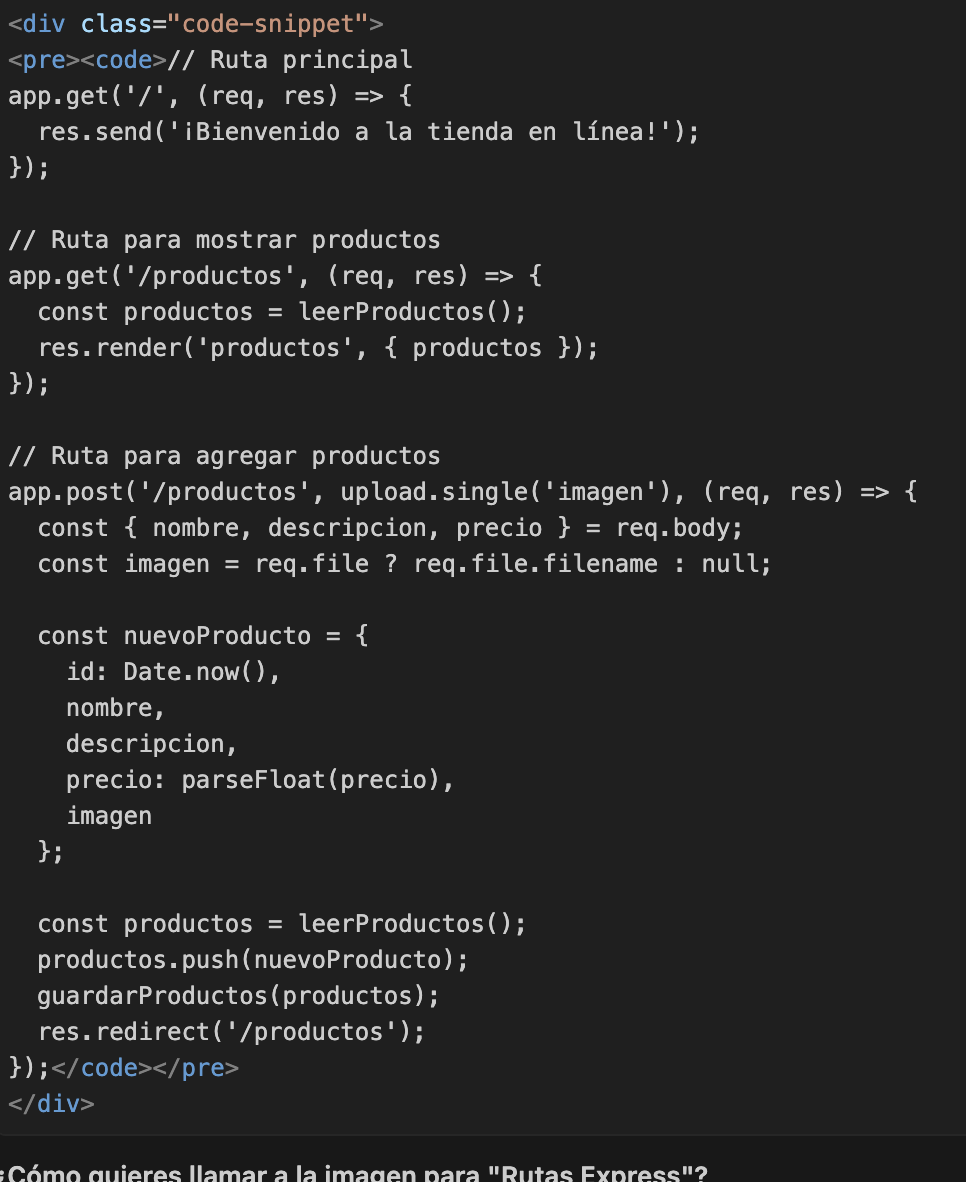 <div class="code-snippet">
<pre><code>// Ruta principal
app.get('/', (req, res) => {
  res.send('¡Bienvenido a la tienda en línea!');
});

// Ruta para mostrar productos
app.get('/productos', (req, res) => {
  const productos = leerProductos();
  res.render('productos', { productos });
});

// Ruta para agregar productos
app.post('/productos', upload.single('imagen'), (req, res) => {
  const { nombre, descripcion, precio } = req.body;
  const imagen = req.file ? req.file.filename : null;

  const nuevoProducto = {
    id: Date.now(),
    nombre,
    descripcion,
    precio: parseFloat(precio),
    imagen
  };

  const productos = leerProductos();
  productos.push(nuevoProducto);
  guardarProductos(productos);
  res.redirect('/productos');
});</code></pre>
</div>
¿Cómo quieres llamar a la imagen para "Rutas Express"?